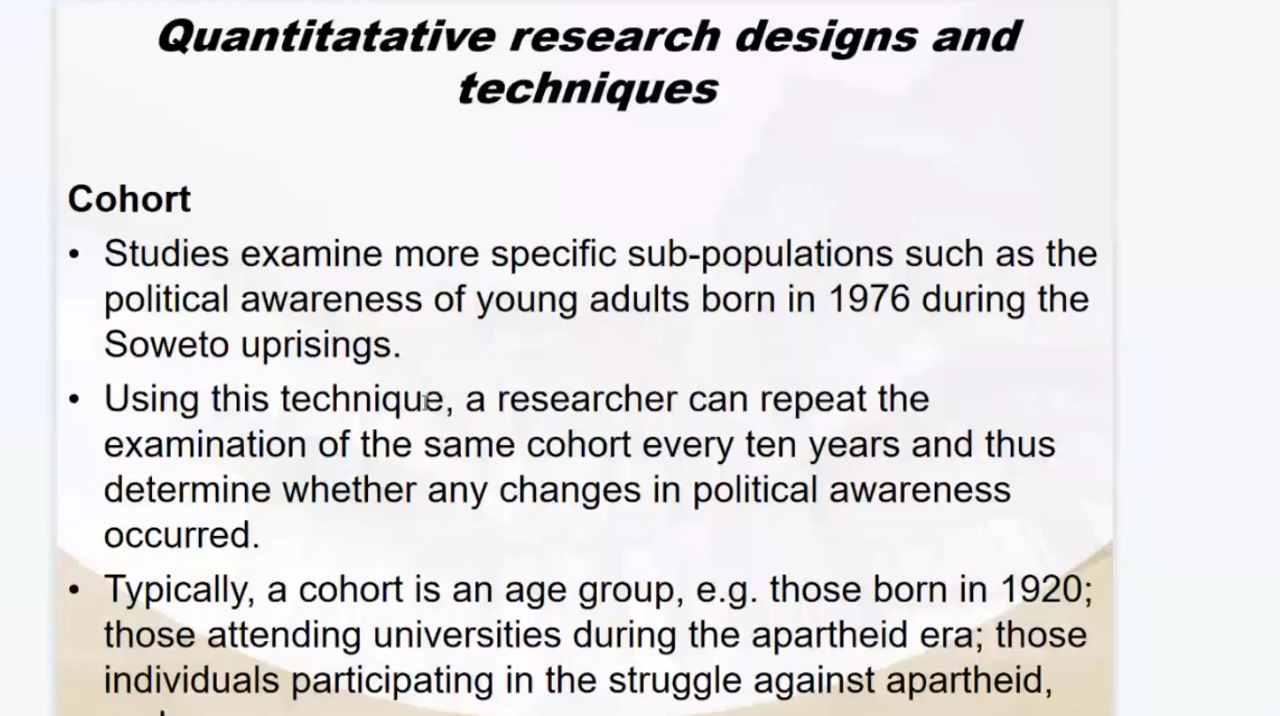 Quantitatative research designs and
techniques
Cohort
• Studies examine more specific sub-populations such as the
political awareness of young adults born in 1976 during the
Soweto uprisings.
• Using this technique, a researcher can repeat the
examination of the same cohort every ten years and thus
determine whether any changes in political awareness
occurred.
• Typically, a cohort is an age group, e.g. those born in 1920;
those attending universities during the apartheid era; those
individuals participating in the struggle against apartheid,